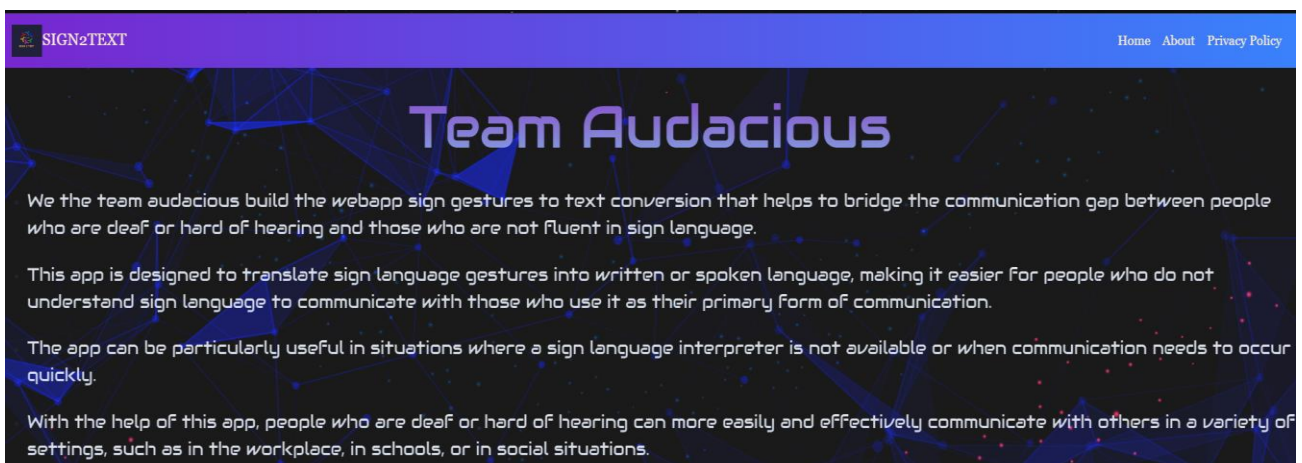 SIGN2TEXT
Home About Privacy Policy
Team Audacious
We the team audacious build the webapp sign gestures to text conversion that helps to bridge the communication gap between people
who are deaf or hard of hearing and those who are not fluent in sign language.
This app is designed to translate sign language gestures into written or spoken language, making it easier for people who do not
understand sign language to communicate with those who use it as their primary form of communication.
The app can be particularly useful in situations where a sign language interpreter is not available or when communication needs to occur
quickly.
With the help of this app, people who are deaf or hard of hearing can more easily and effectively communicate with others in a variety of
settings, such as in the workplace, in schools, or in social situations.